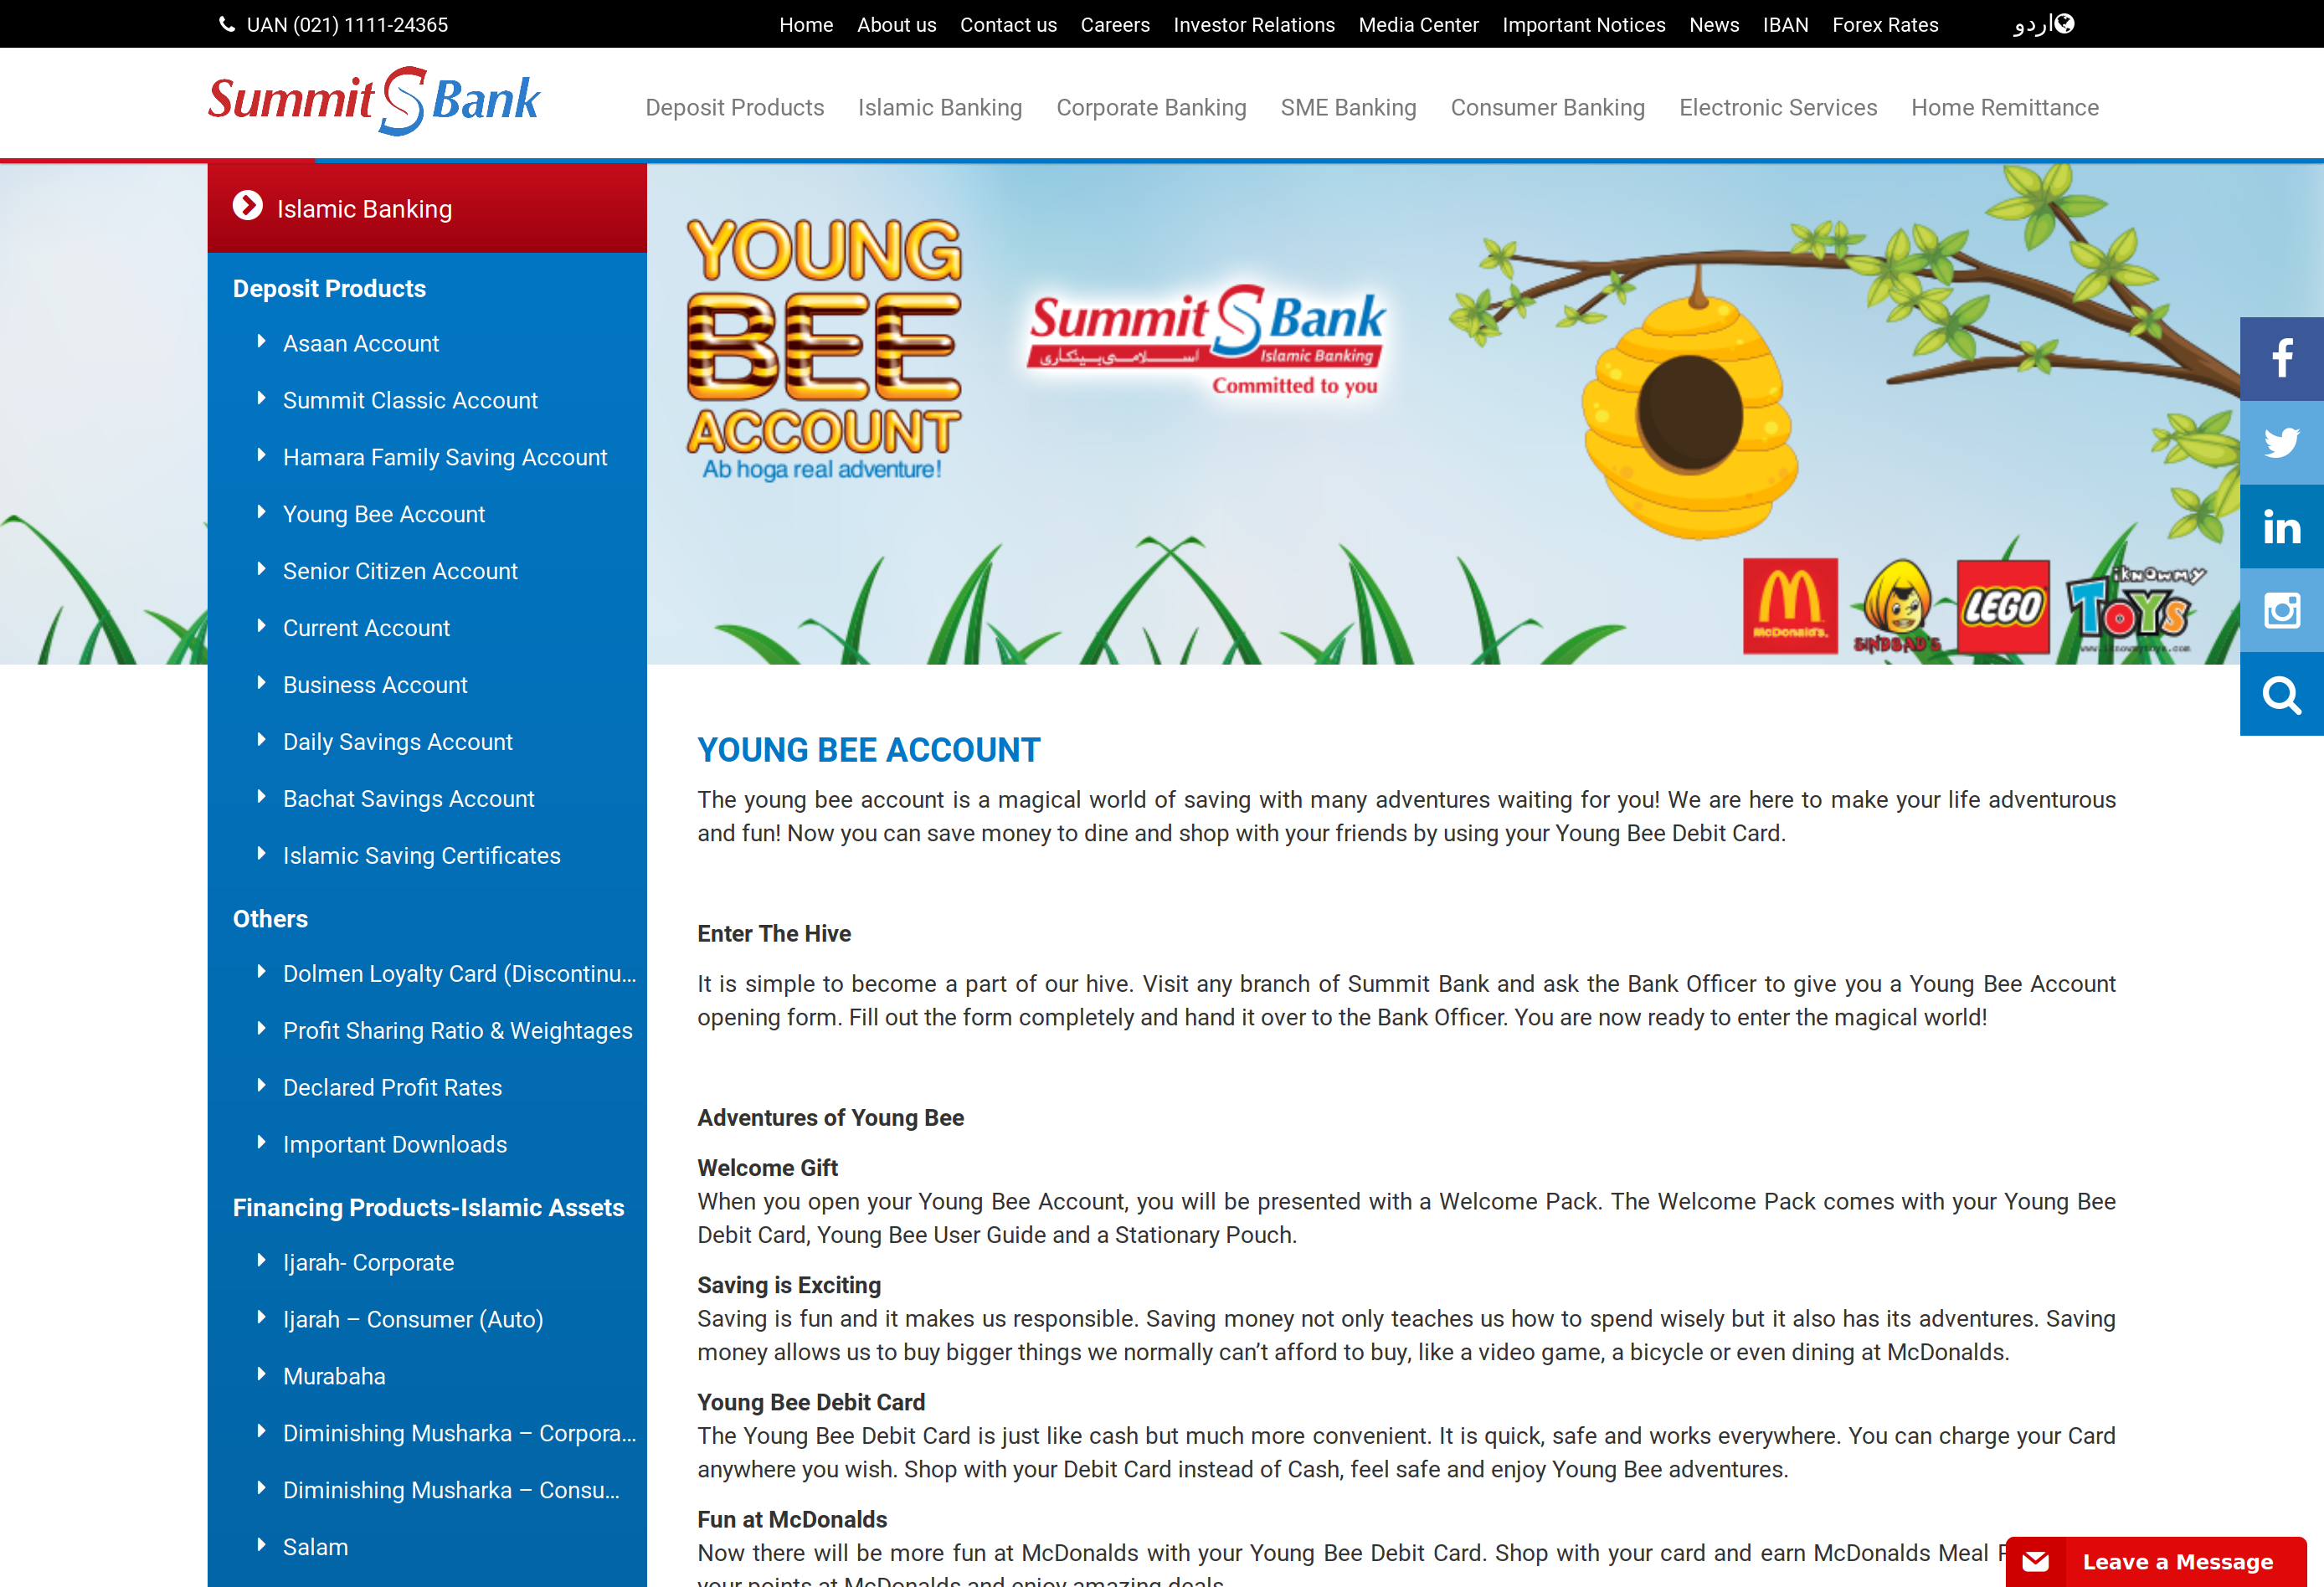 UAN (021) 1111-24365
Home About us Contact us Careers Investor Relations Media Center Important Notices News IBAN Forex Rates اردو
Summit S Bank
Deposit Products Islamic Banking Corporate Banking SME Banking Consumer Banking Electronic Services Home Remittance
Islamic Banking
Deposit Products
Asaan Account
Summit Classic Account
Hamara Family Saving Account
Young Bee Account
Senior Citizen Account
Current Account
Business Account
Daily Savings Account
Bachat Savings Account
Islamic Saving Certificates
Others
Dolmen Loyalty Card (Discontinu...
Profit Sharing Ratio & Weightages
Declared Profit Rates
Important Downloads
Financing Products-Islamic Assets
Ijarah- Corporate
Ijarah – Consumer (Auto)
Murabaha
Diminishing Musharka – Corpora...
Diminishing Musharka – Consu...
Salam
YOUNG
BEE
ACCOUNT
Ab hoga real adventure!
Summit S Bank
اسلامی بینکاری Islamic Banking
Committed to you
McDonald's.
SINDBAD'S
LEGO
iKNOWMY
TOYS
www.iknowmytoys.com
YOUNG BEE ACCOUNT
The young bee account is a magical world of saving with many adventures waiting for you! We are here to make your life adventurous
and fun! Now you can save money to dine and shop with your friends by using your Young Bee Debit Card.
Enter The Hive
It is simple to become a part of our hive. Visit any branch of Summit Bank and ask the Bank Officer to give you a Young Bee Account
opening form. Fill out the form completely and hand it over to the Bank Officer. You are now ready to enter the magical world!
Adventures of Young Bee
Welcome Gift
When you open your Young Bee Account, you will be presented with a Welcome Pack. The Welcome Pack comes with your Young Bee
Debit Card, Young Bee User Guide and a Stationary Pouch.
Saving is Exciting
Saving is fun and it makes us responsible. Saving money not only teaches us how to spend wisely but it also has its adventures. Saving
money allows us to buy bigger things we normally can’t afford to buy, like a video game, a bicycle or even dining at McDonalds.
Young Bee Debit Card
The Young Bee Debit Card is just like cash but much more convenient. It is quick, safe and works everywhere. You can charge your Card
anywhere you wish. Shop with your Debit Card instead of Cash, feel safe and enjoy Young Bee adventures.
Fun at McDonalds
Now there will be more fun at McDonalds with your Young Bee Debit Card. Shop with your card and earn McDonalds Meal
your points at McDonalds and enjoy amazing deals.
Leave a Message